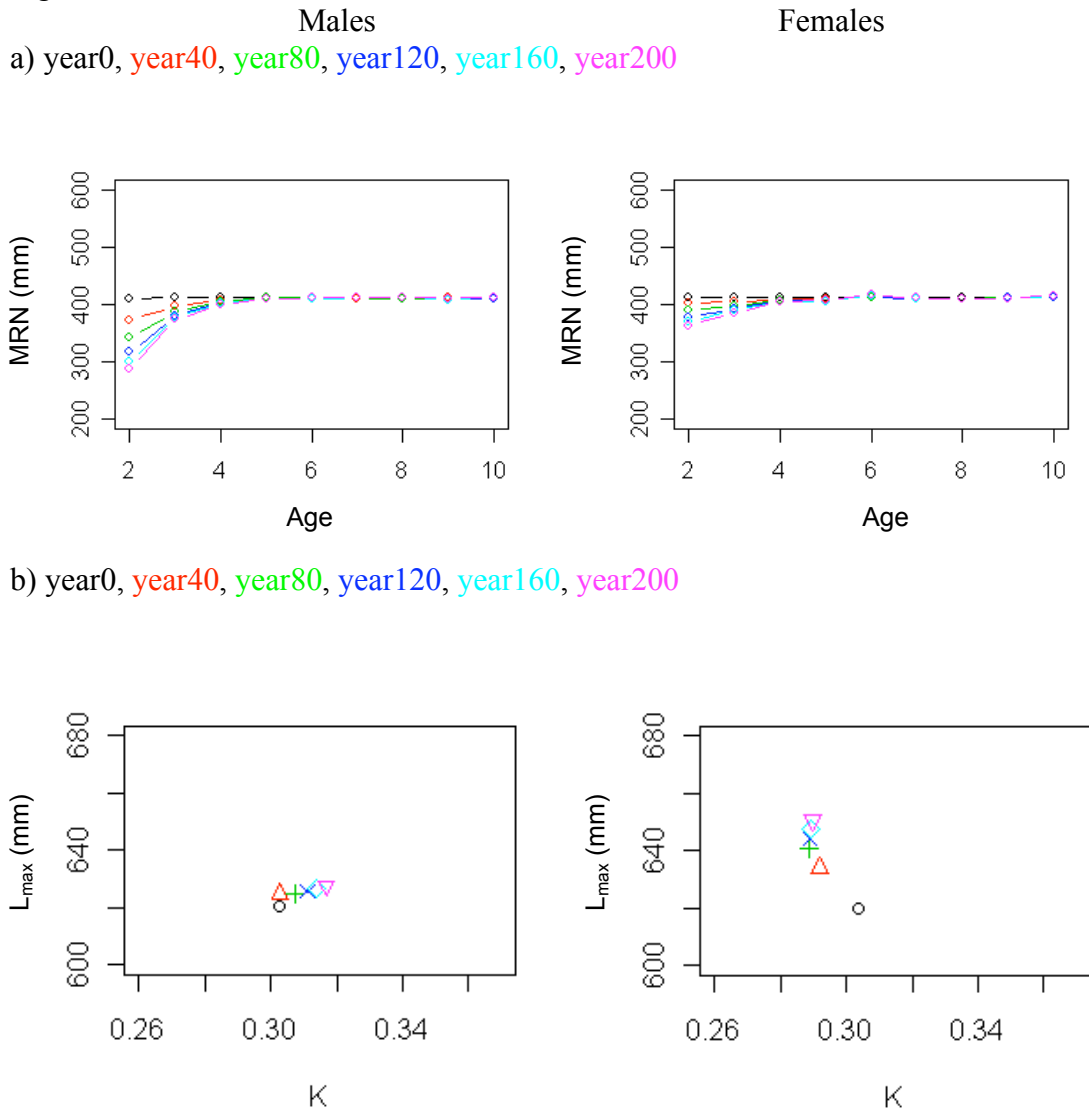 Males Females
a) year0, year40, year80, year120, year160, year200
600
500
400
300
200
MRN (mm)
2 4 6 8 10
Age
600
500
400
300
200
MRN (mm)
2 4 6 8 10
Age
b) year0, year40, year80, year120, year160, year200
680
640
600
Lmax (mm)
0.26 0.30 0.34
K
680
640
600
Lmax (mm)
0.26 0.30 0.34
K